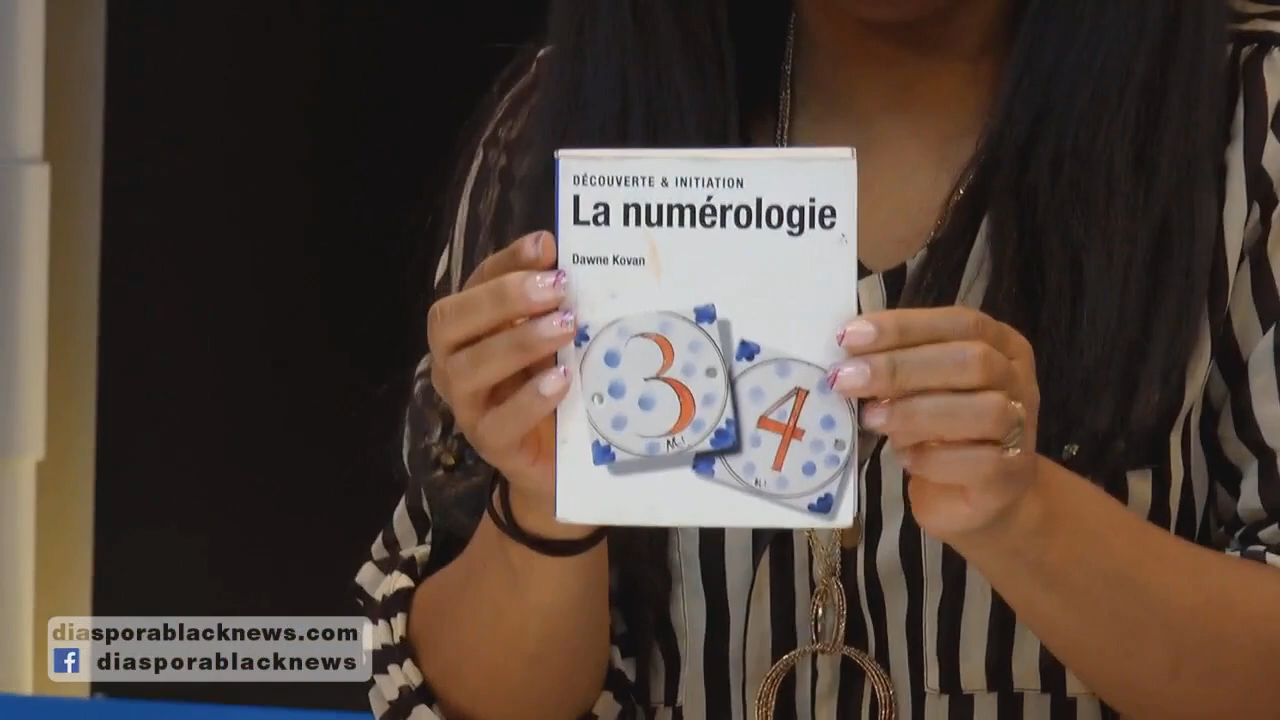 DÉCOUVERTE & INITIATION
La numérologie
Dawne Kovan
3
4
diasporablacknews.com
diasporablacknews